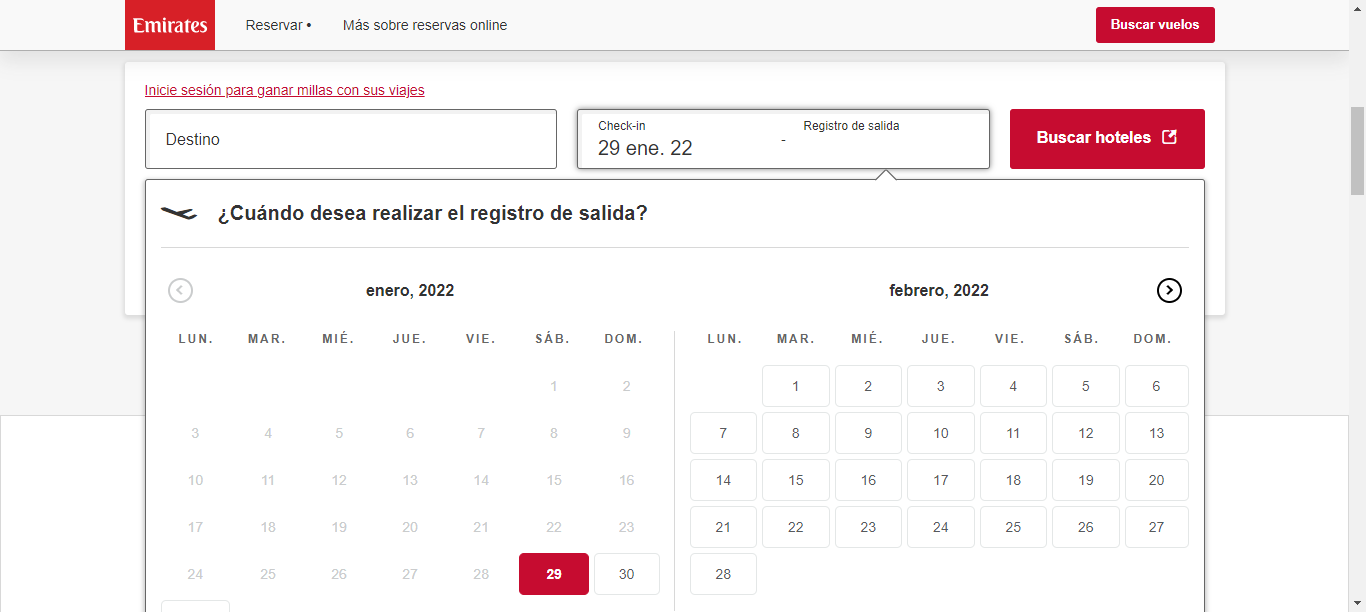 Emirates
Reservar •
Más sobre reservas online
Buscar vuelos
Inicie sesión para ganar millas con sus viajes
Destino
Check-in
29 ene. 22
-
Registro de salida
Buscar hoteles
¿Cuándo desea realizar el registro de salida?
enero, 2022
LUN. MAR. MIÉ. JUE. VIE. SÁB. DOM.
1 2
3 4 5 6 7 8 9
10 11 12 13 14 15 16
17 18 19 20 21 22 23
24 25 26 27 28 29 30
febrero, 2022
LUN. MAR. MIÉ. JUE. VIE. SÁB. DOM.
1 2 3 4 5 6
7 8 9 10 11 12 13
14 15 16 17 18 19 20
21 22 23 24 25 26 27
28